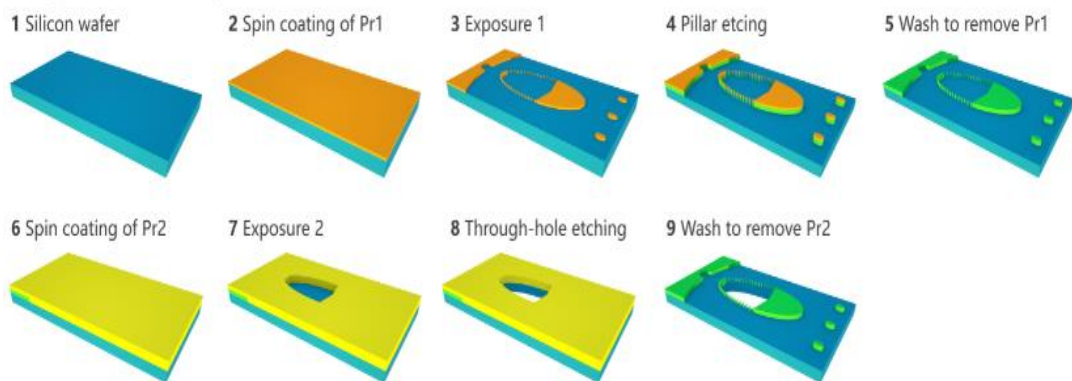 1 Silicon wafer
2 Spin coating of Pr1
3 Exposure 1
4 Pillar etcing
5 Wash to remove Pr1
6 Spin coating of Pr2
7 Exposure 2
8 Through-hole etching
9 Wash to remove Pr2